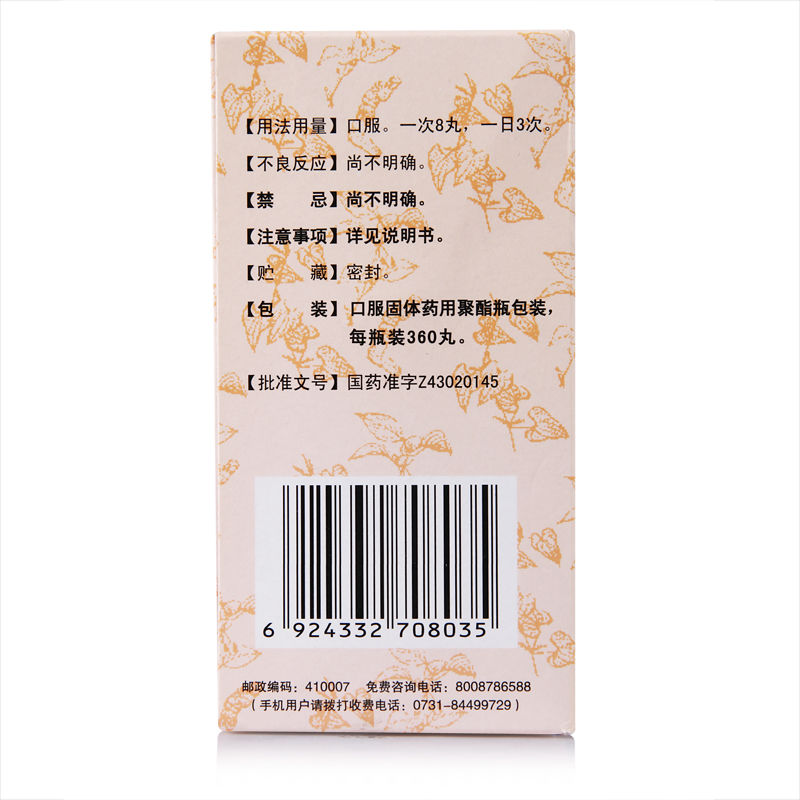 【用法用量】口服。一次8丸，一日3次。
【不良反应】尚不明确。
【禁　　忌】尚不明确。
【注意事项】详见说明书。
【贮　　藏】密封。
【包　　装】口服固体药用聚酯瓶包装，
每瓶装360丸。
【批准文号】国药准字Z43020145
6 924332 708035
邮政编码：410007　免费咨询电话：8008786588
（手机用户请拨打收费电话：0731-84499729）